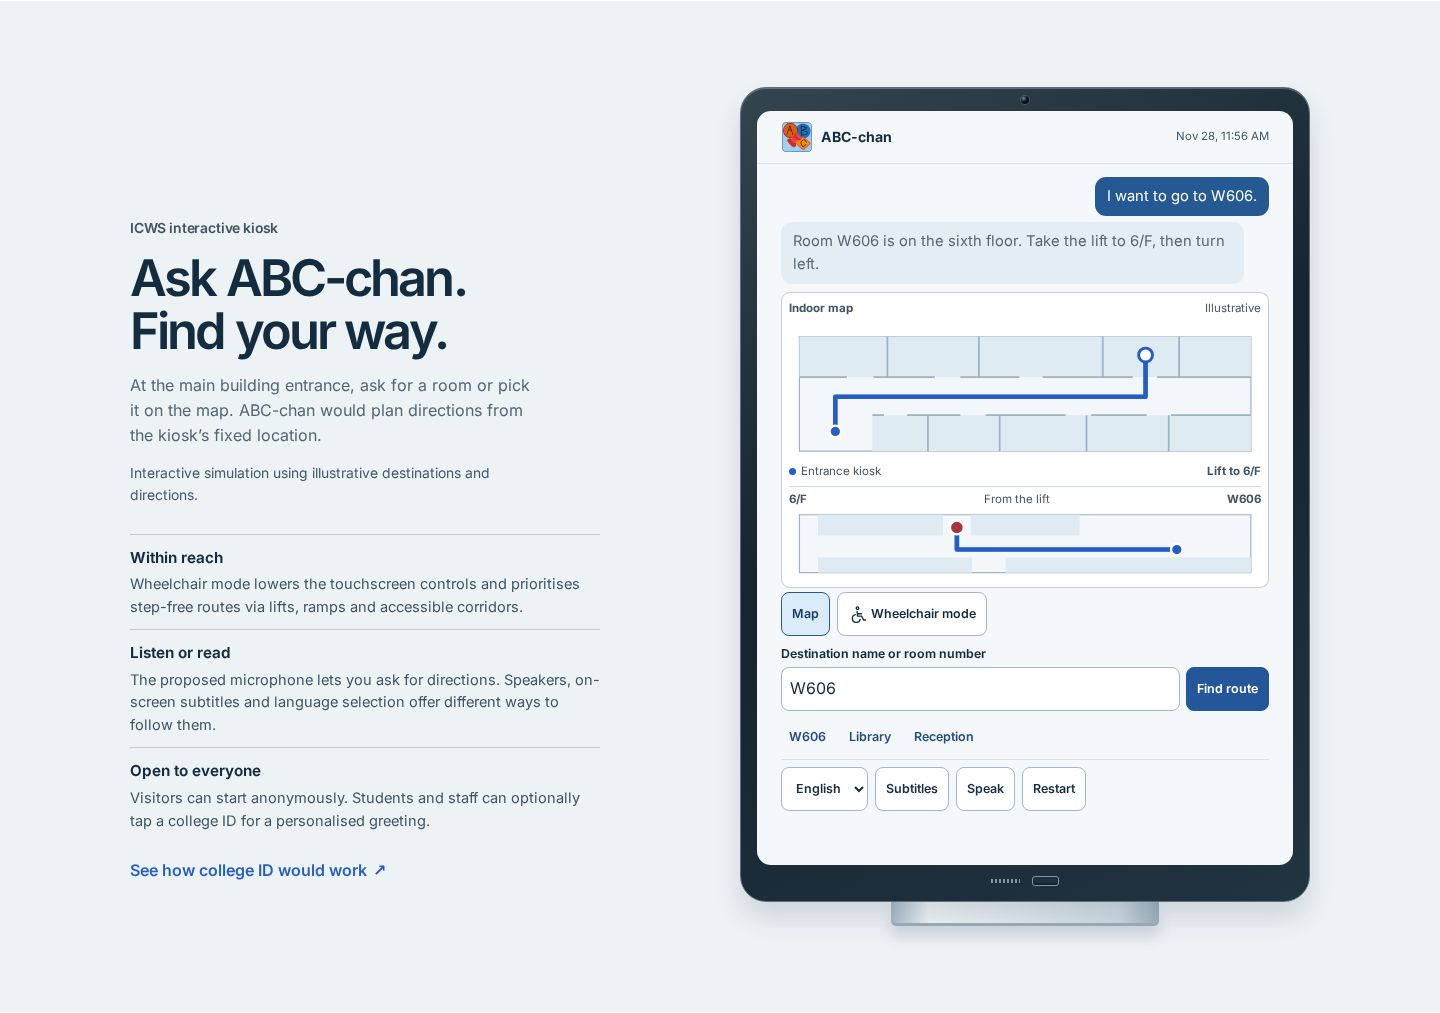 ICWS interactive kiosk
Ask ABC-chan.
Find your way.
At the main building entrance, ask for a room or pick
it on the map. ABC-chan would plan directions from
the kiosk’s fixed location.
Interactive simulation using illustrative destinations and
directions.
Within reach
Wheelchair mode lowers the touchscreen controls and prioritises
step-free routes via lifts, ramps and accessible corridors.
Listen or read
The proposed microphone lets you ask for directions. Speakers, on-
screen subtitles and language selection offer different ways to
follow them.
Open to everyone
Visitors can start anonymously. Students and staff can optionally
tap a college ID for a personalised greeting.
See how college ID would work ↗
A B C
ABC-chan
Nov 28, 11:56 AM
I want to go to W606.
Room W606 is on the sixth floor. Take the lift to 6/F, then turn
left.
Indoor map
Illustrative
Entrance kiosk
Lift to 6/F
6/F
From the lift
W606
Map
Wheelchair mode
Destination name or room number
W606
Find route
W606
Library
Reception
English
Subtitles
Speak
Restart